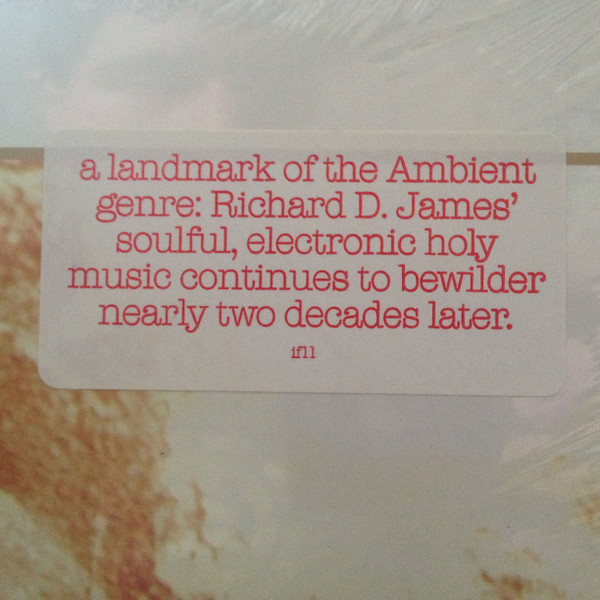 a landmark of the Ambient
genre: Richard D. James'
soulful, electronic holy
music continues to bewilder
nearly two decades later.
if11